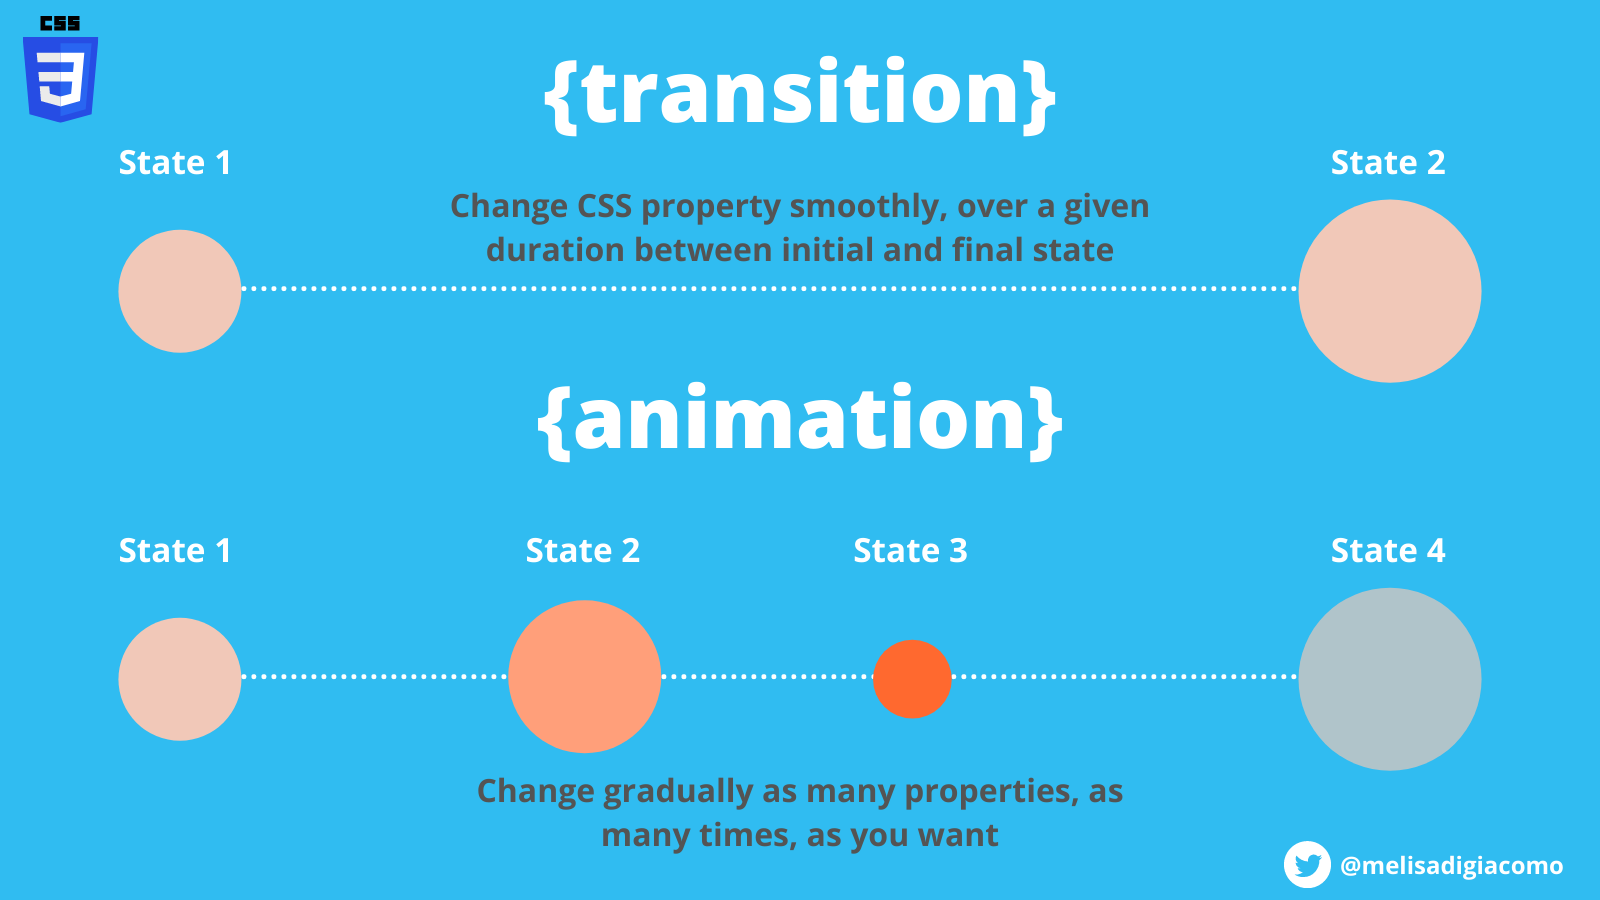 CSS
{transition}
State 1
State 2
Change CSS property smoothly, over a given
duration between initial and final state
{animation}
State 1
State 2
State 3
State 4
Change gradually as many properties, as
many times, as you want
@melisadigiacomo